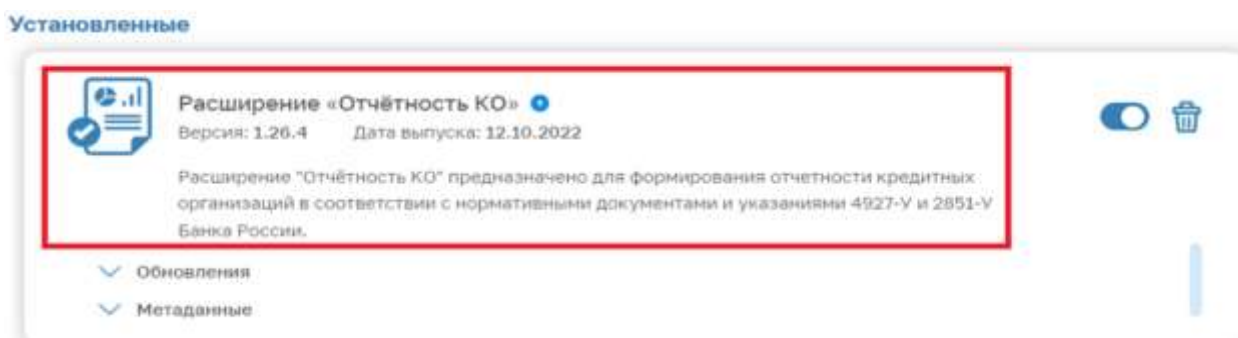 Установленные
Расширение «Отчётность КО»
Версия: 1.26.4 Дата выпуска: 12.10.2022
Расширение "Отчётность КО" предназначено для формирования отчетности кредитных
организаций в соответствии с нормативными документами и указаниями 4927-У и 2851-У
Банка России.
Обновления
Метаданные